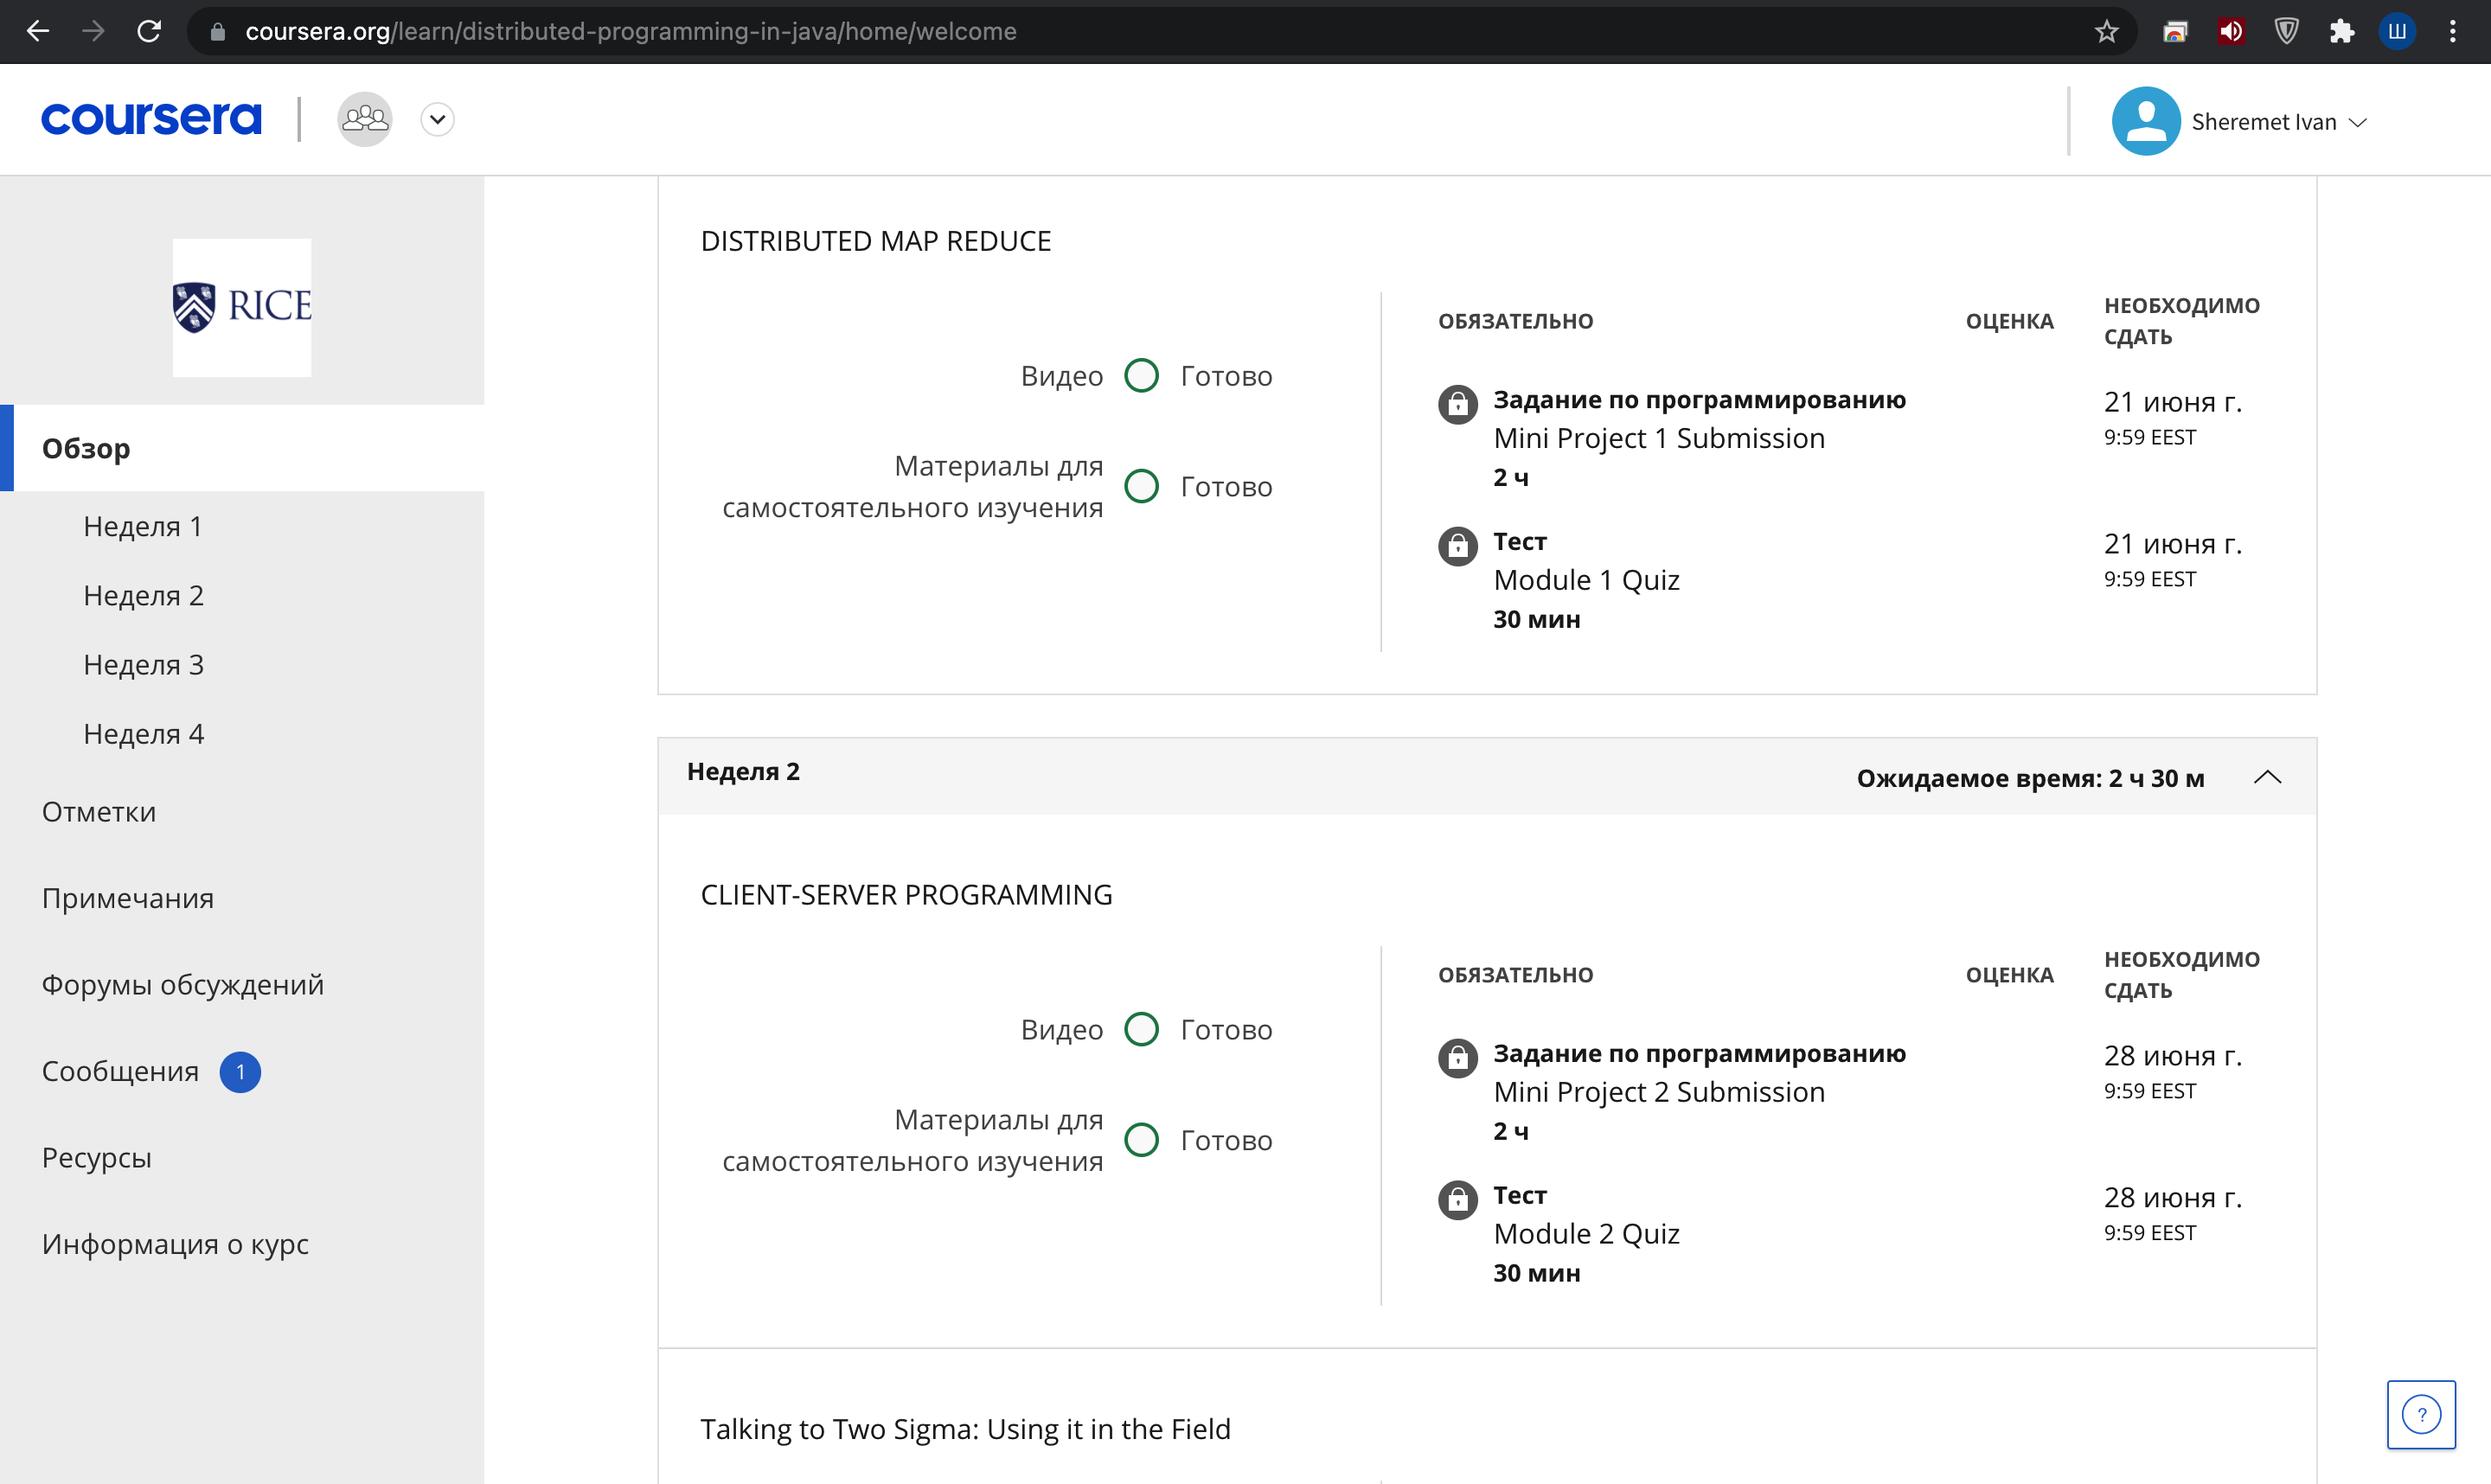 coursera.org/learn/distributed-programming-in-java/home/welcome
Ш
coursera
Sheremet Ivan
RICE
Обзор
Неделя 1
Неделя 2
Неделя 3
Неделя 4
Отметки
Примечания
Форумы обсуждений
Сообщения 1
Ресурсы
Информация о курс
DISTRIBUTED MAP REDUCE
Видео Готово
Материалы для
самостоятельного изучения
Готово
ОБЯЗАТЕЛЬНО
ОЦЕНКА
НЕОБХОДИМО
СДАТЬ
Задание по программированию
Mini Project 1 Submission
2 ч
21 июня г.
9:59 EEST
Тест
Module 1 Quiz
30 мин
21 июня г.
9:59 EEST
Неделя 2
Ожидаемое время: 2 ч 30 м
CLIENT-SERVER PROGRAMMING
Видео Готово
Материалы для
самостоятельного изучения
Готово
ОБЯЗАТЕЛЬНО
ОЦЕНКА
НЕОБХОДИМО
СДАТЬ
Задание по программированию
Mini Project 2 Submission
2 ч
28 июня г.
9:59 EEST
Тест
Module 2 Quiz
30 мин
28 июня г.
9:59 EEST
Talking to Two Sigma: Using it in the Field
?